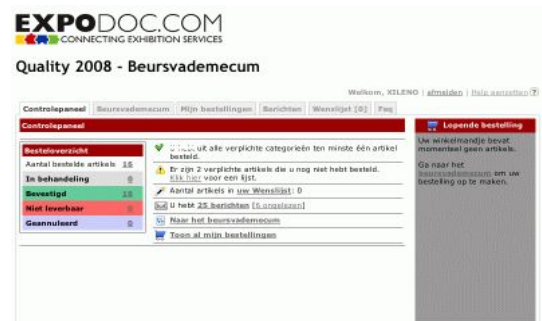 EXPODOC.COM
CONNECTING EXHIBITION SERVICES
Quality 2008 - Beursvademecum
Welkom, XILENO | afmelden | Help aanzetten
Controlepaneel Beursvademecum Mijn bestellingen Berichten Wenslijst [0] Faq
Controlepaneel
Besteloverzicht
Aantal bestelde artikels 16
In behandeling 0
Bevestigd 16
Niet leverbaar 0
Geannuleerd 0
uit alle verplichte categorieën ten minste één artikel
besteld.
Er zijn 2 verplichte artikels die u nog niet hebt besteld.
Klik hier voor een lijst.
Aantal artikels in uw Wenslijst: 0
U hebt 25 berichten [6 ongelezen]
Naar het beursvademecum
Toon al mijn bestellingen
Lopende bestelling
Uw winkelmandje bevat
momenteel geen artikels.
Ga naar het
beursvademecum om uw
bestelling op te maken.